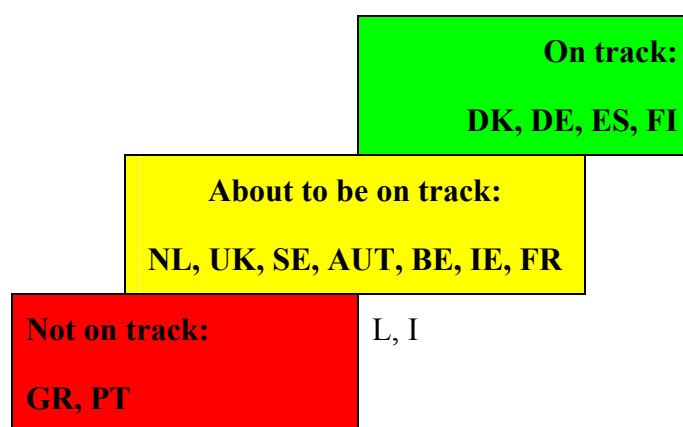 On track:
DK, DE, ES, FI
About to be on track:
NL, UK, SE, AUT, BE, IE, FR
Not on track:
L, I
GR, PT